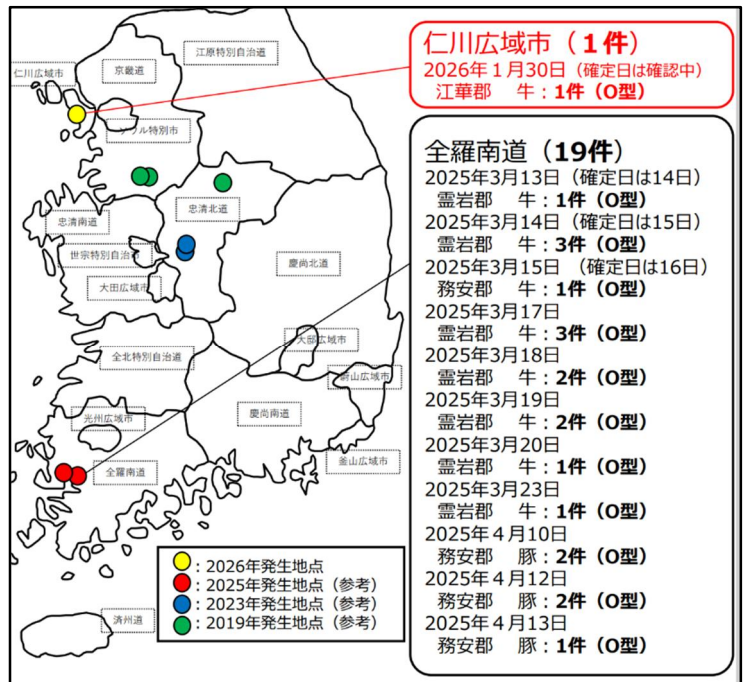 江原特別自治道
京畿道
仁川広域市
ソウル特別市
忠清北道
忠清南道
世宗特別自治市
大田広域市
慶尚北道
大邸広域市
全北特別自治道
蔚山広域市
光州広域市
慶尚南道
釜山広域市
全羅南道
済州道
仁川広域市（1件）
2026年1月30日（確定日は確認中）
江華郡 牛：1件（O型）
全羅南道（19件）
2025年3月13日（確定日は14日）
霊岩郡 牛：1件（O型）
2025年3月14日（確定日は15日）
霊岩郡 牛：3件（O型）
2025年3月15日（確定日は16日）
務安郡 牛：1件（O型）
2025年3月17日
霊岩郡 牛：3件（O型）
2025年3月18日
霊岩郡 牛：2件（O型）
2025年3月19日
霊岩郡 牛：2件（O型）
2025年3月20日
霊岩郡 牛：1件（O型）
2025年3月23日
霊岩郡 牛：1件（O型）
2025年４月10日
務安郡 豚：2件（O型）
2025年４月12日
務安郡 豚：2件（O型）
2025年４月13日
務安郡 豚：1件（O型）
：2026年発生地点
：2025年発生地点（参考）
：2023年発生地点（参考）
：2019年発生地点（参考）